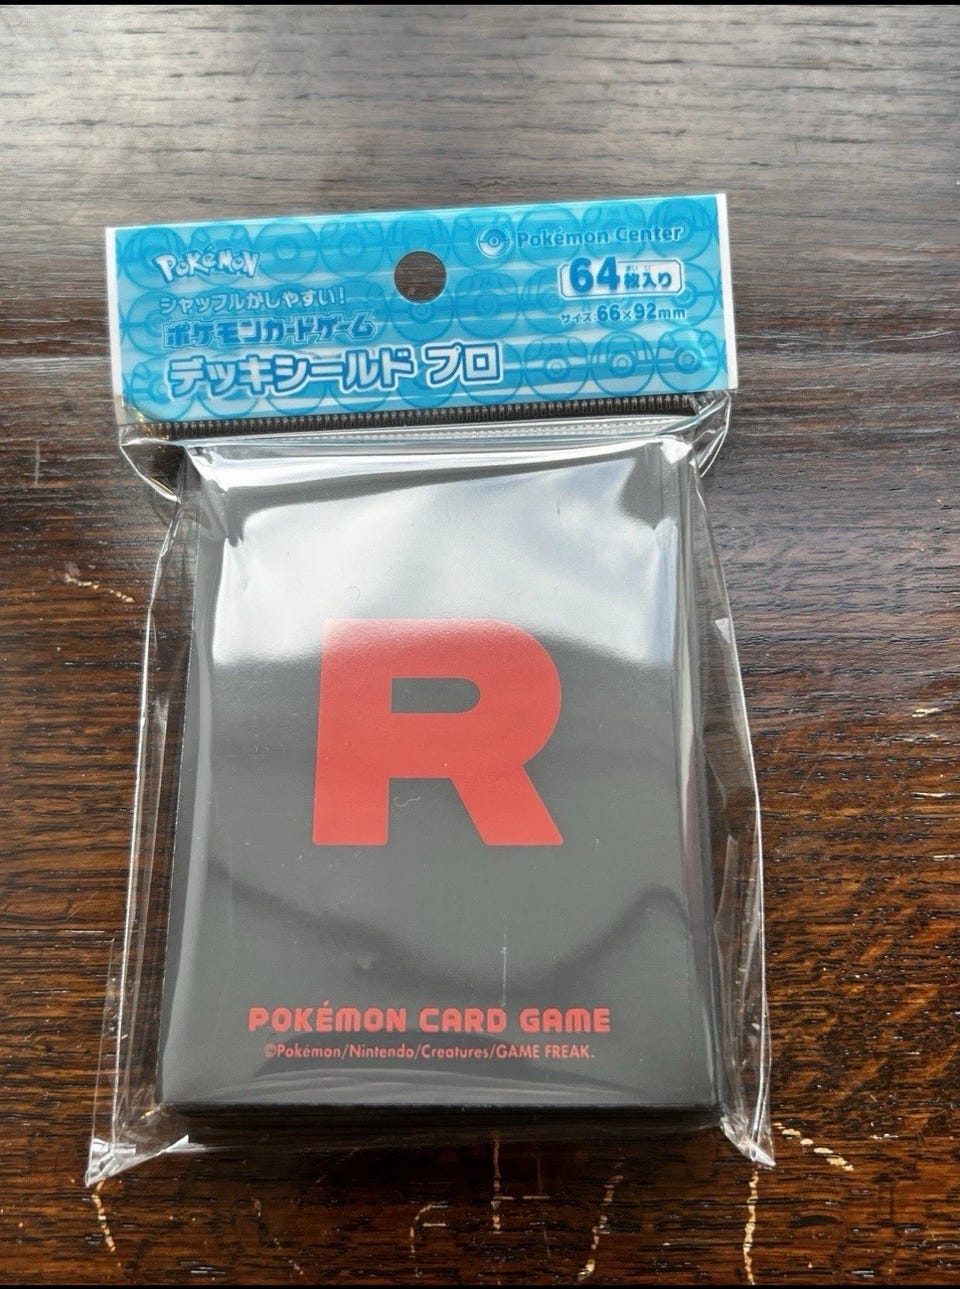 Pokémon
Pokémon Center
シャッフルがしやすい!
ポケモンカードゲーム
デッキシールド プロ
64枚入り
サイズ:66×92mm
R
POKÉMON CARD GAME
©Pokémon/Nintendo/Creatures/GAME FREAK.